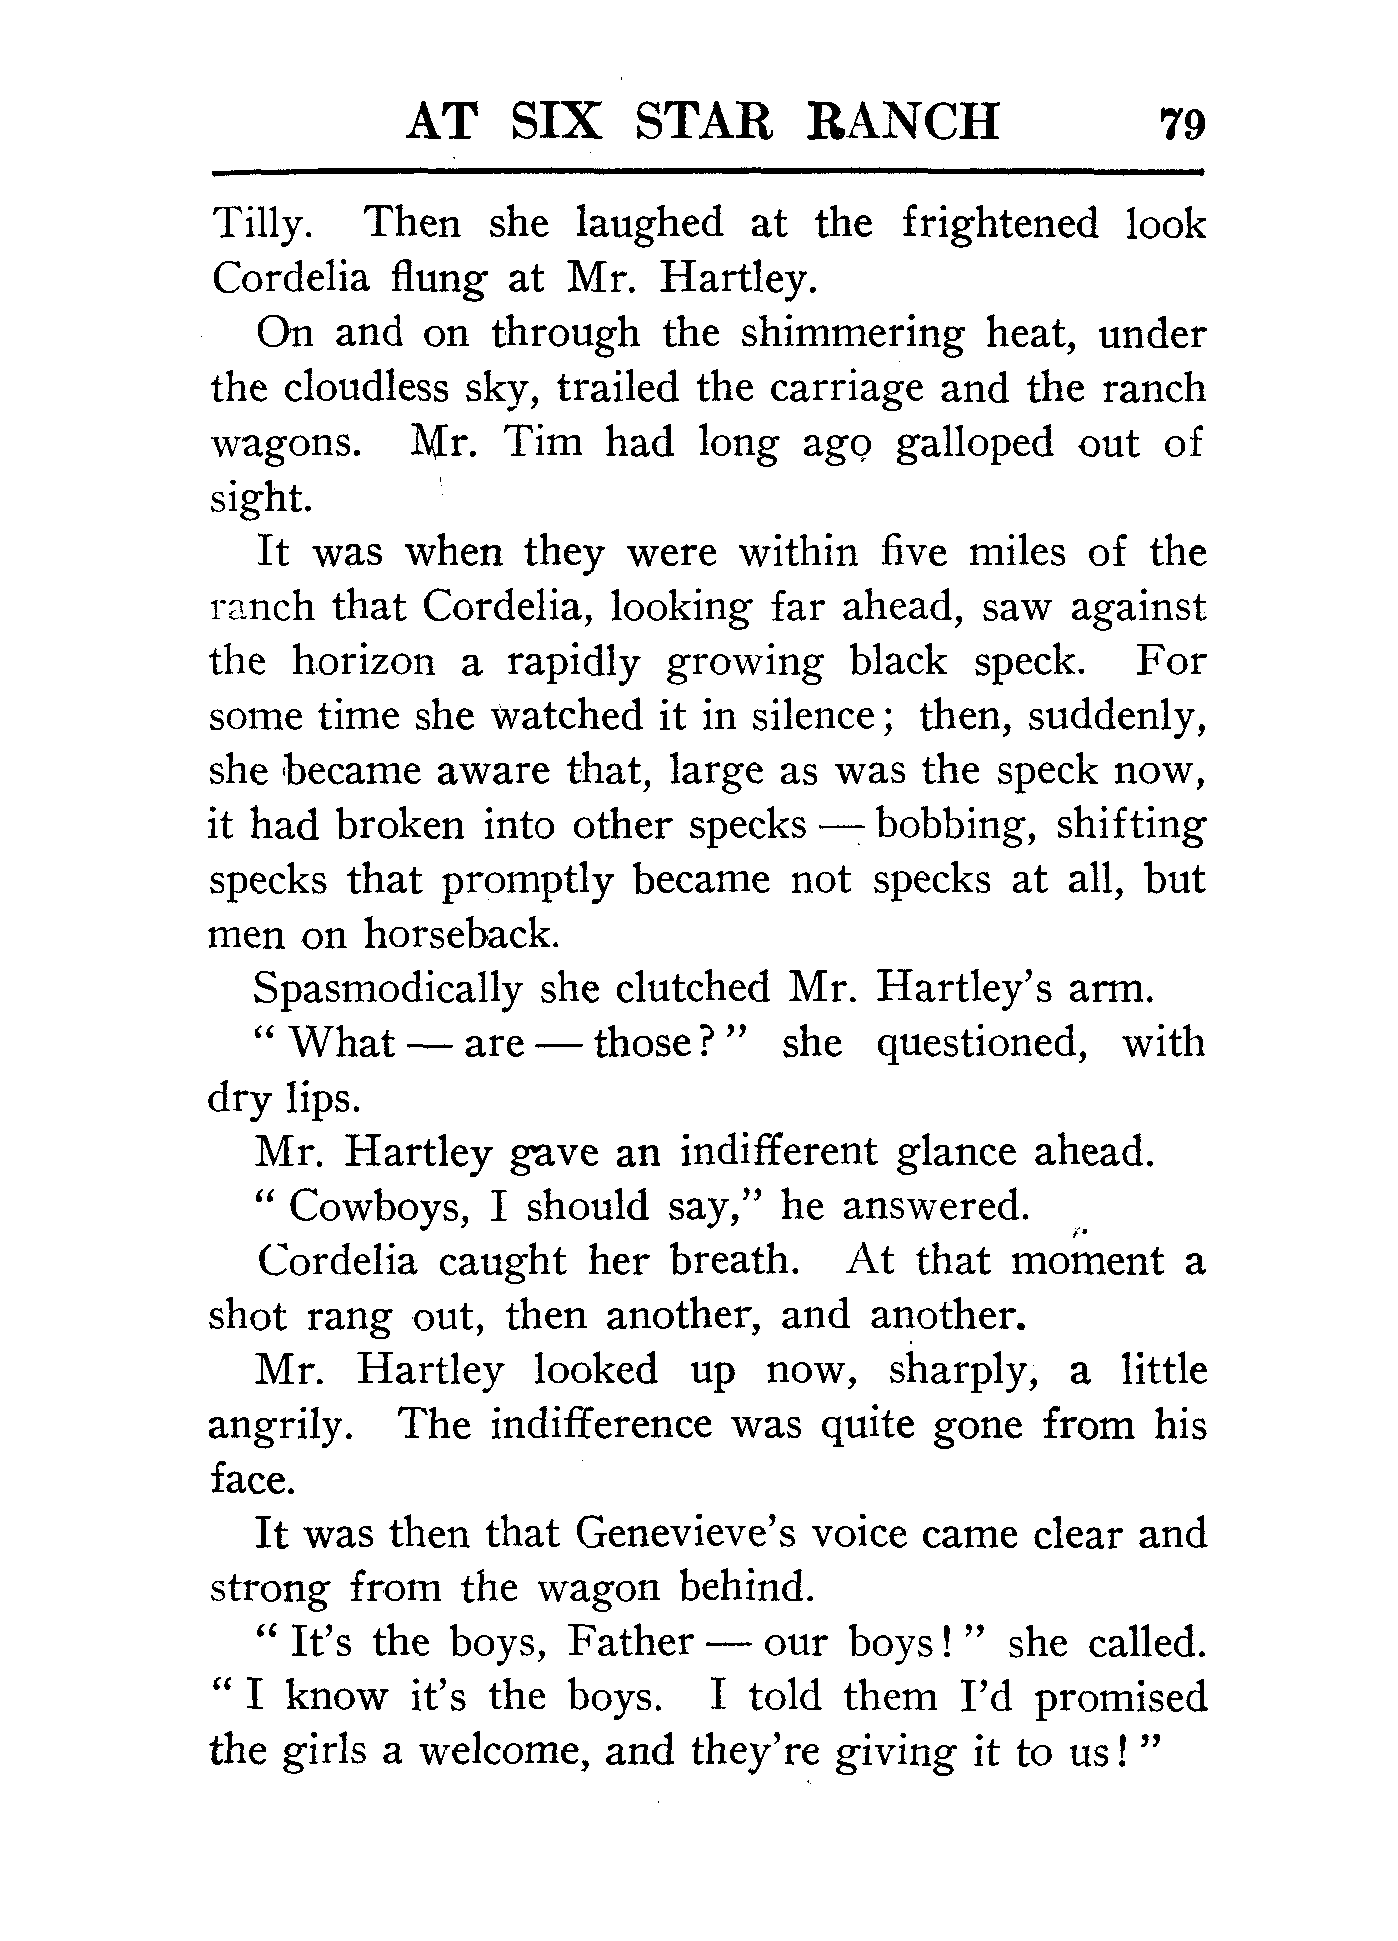 AT SIX STAR RANCH 79
Tilly. Then she laughed at the frightened look
Cordelia flung at Mr. Hartley.
On and on through the shimmering heat, under
the cloudless sky, trailed the carriage and the ranch
wagons. Mr. Tim had long ago galloped out of
sight.
It was when they were within five miles of the
ranch that Cordelia, looking far ahead, saw against
the horizon a rapidly growing black speck. For
some time she watched it in silence; then, suddenly,
she became aware that, large as was the speck now,
it had broken into other specks — bobbing, shifting
specks that promptly became not specks at all, but
men on horseback.
Spasmodically she clutched Mr. Hartley's arm.
“ What — are — those? ” she questioned, with
dry lips.
Mr. Hartley gave an indifferent glance ahead.
“ Cowboys, I should say,” he answered.
Cordelia caught her breath. At that moment a
shot rang out, then another, and another.
Mr. Hartley looked up now, sharply, a little
angrily. The indifference was quite gone from his
face.
It was then that Genevieve's voice came clear and
strong from the wagon behind.
“ It's the boys, Father — our boys! ” she called.
“ I know it's the boys. I told them I'd promised
the girls a welcome, and they're giving it to us! ”